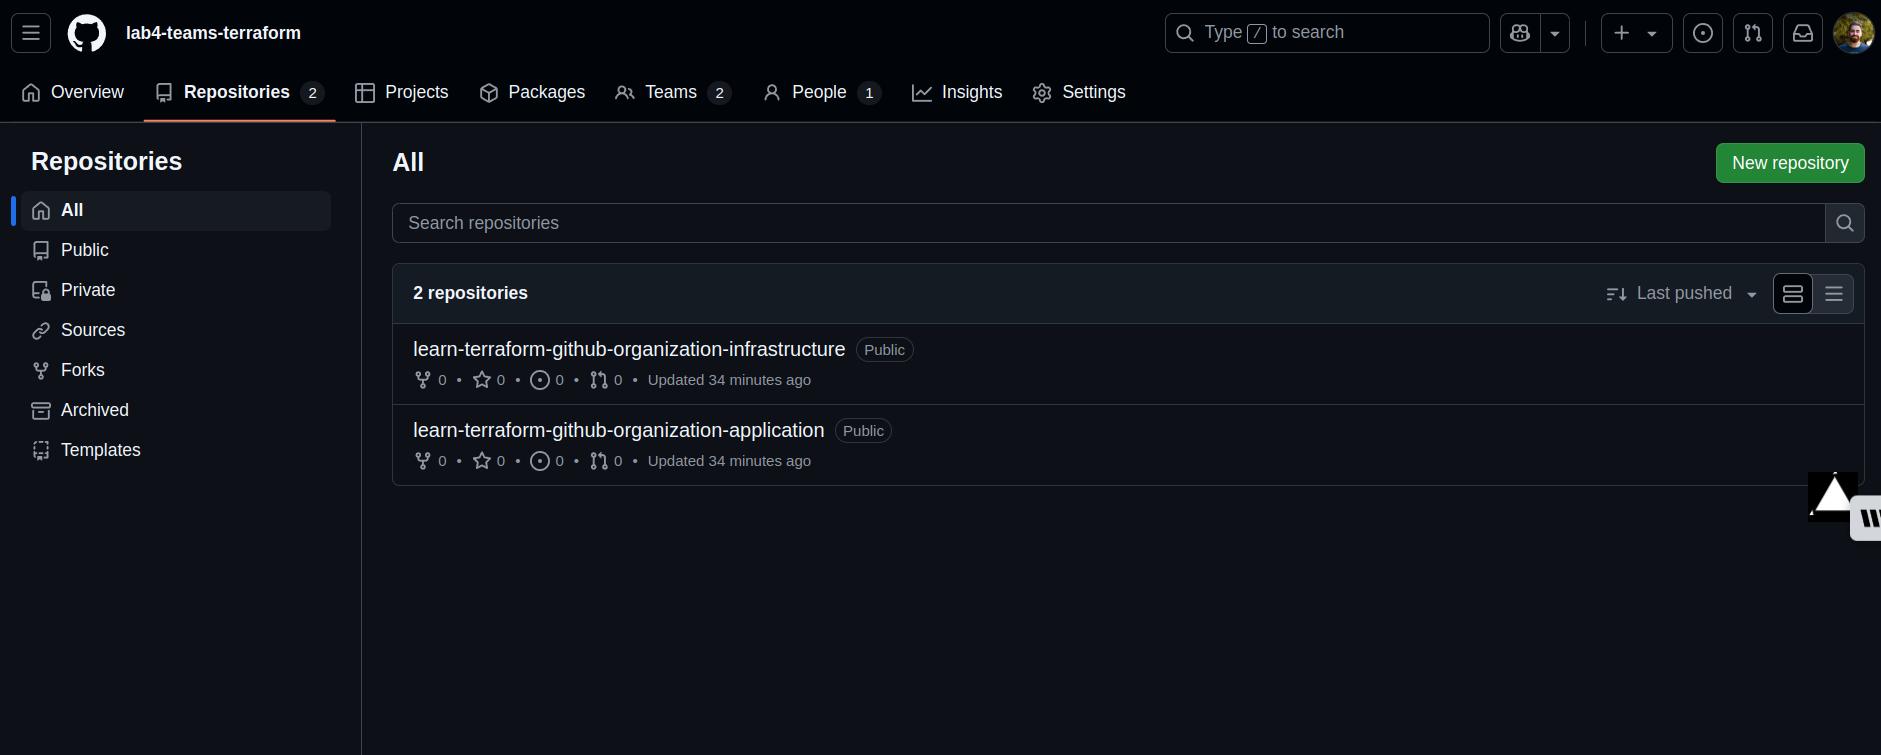 lab4-teams-terraform
Type / to search
Overview
Repositories 2
Projects
Packages
Teams 2
People 1
Insights
Settings
Repositories
All
Public
Private
Sources
Forks
Archived
Templates
All
New repository
Search repositories
2 repositories
Last pushed
learn-terraform-github-organization-infrastructure Public
0 • 0 • 0 • 0 • Updated 34 minutes ago
learn-terraform-github-organization-application Public
0 • 0 • 0 • 0 • Updated 34 minutes ago